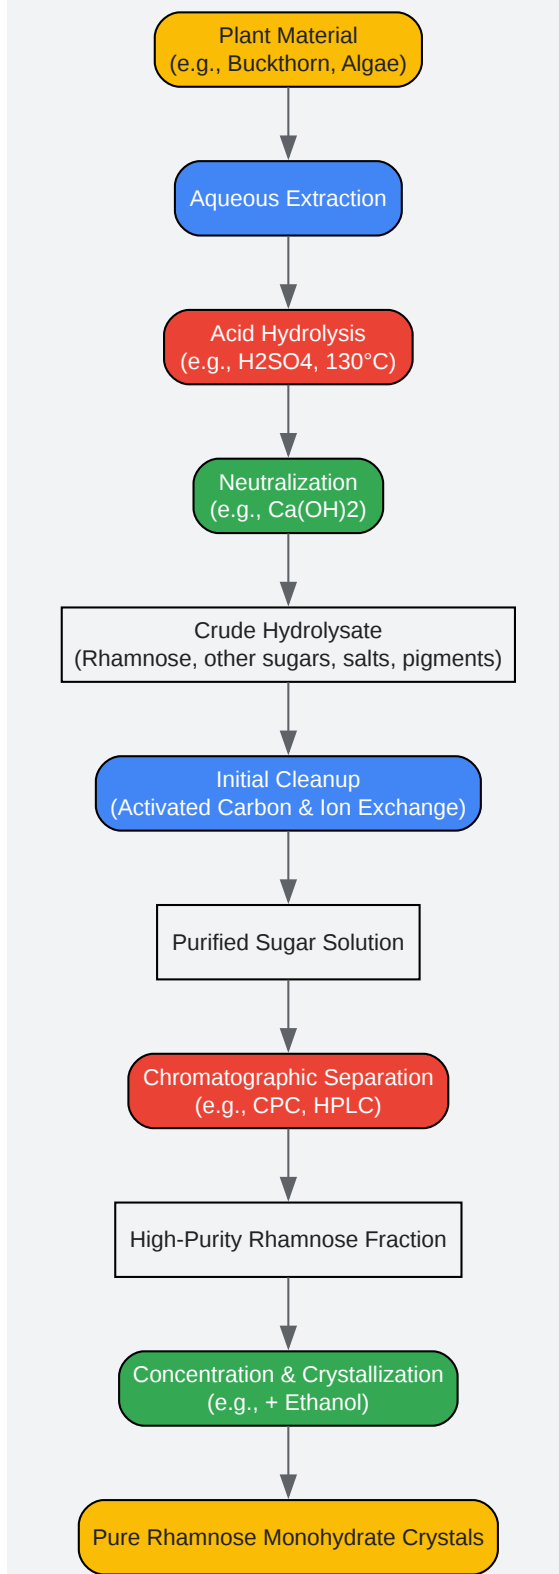 Plant Material
(e.g., Buckthorn, Algae)
Aqueous Extraction
Acid Hydrolysis
(e.g., H2SO4, 130°C)
Neutralization
(e.g., Ca(OH)2)
Crude Hydrolysate
(Rhamnose, other sugars, salts, pigments)
Initial Cleanup
(Activated Carbon & Ion Exchange)
Purified Sugar Solution
Chromatographic Separation
(e.g., CPC, HPLC)
High-Purity Rhamnose Fraction
Concentration & Crystallization
(e.g., + Ethanol)
Pure Rhamnose Monohydrate Crystals